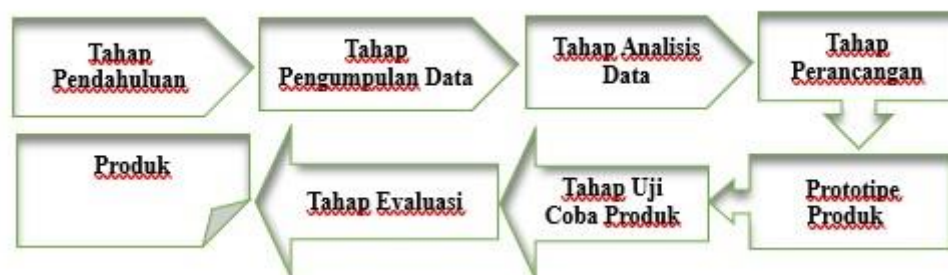 Tahap
Pendahuluan
Tahap
Pengumpulan Data
Tahap Analisis
Data
Tahap
Perancangan
Prototipe
Produk
Tahap Uji
Coba Produk
Tahap Evaluasi
Produk